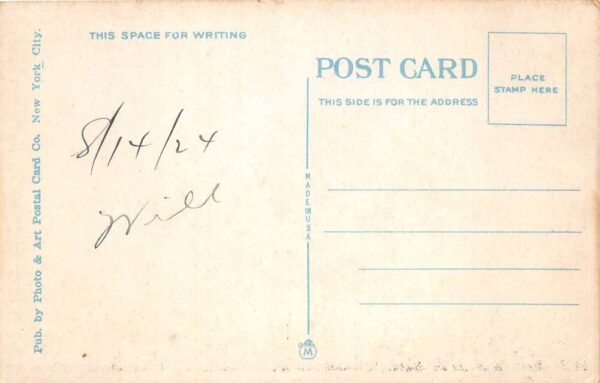 Pub. by Photo & Art Postal Card Co. New York City.
THIS SPACE FOR WRITING
8/14/24
Will
MADE IN U.S.A.
M
POST CARD
THIS SIDE IS FOR THE ADDRESS
PLACE
STAMP HERE